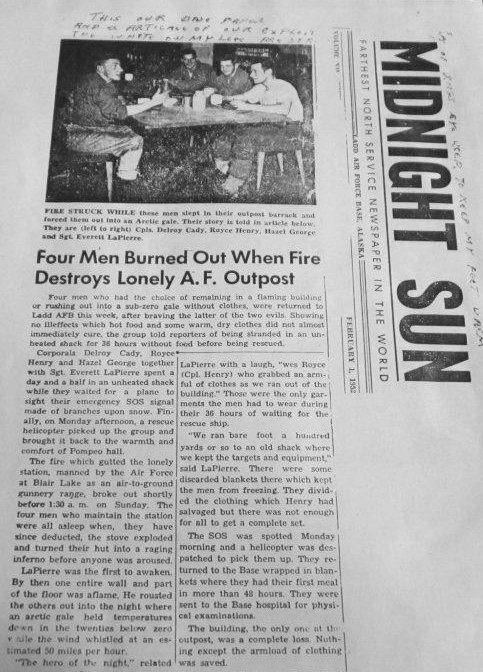 THIS OUR BASE PAPER
HAD A ARTICALE OF OUR EXPLOIT
THE WHITE ON MY LEG ARE
MIDNIGHT SUN
FARTHEST NORTH SERVICE NEWSPAPER IN THE WORLD
VOLUME VII
LADD AIR FORCE BASE, ALASKA
FEBRUARY 1, 1952
TO KEEP MY FEET WARM
FIRE STRUCK WHILE these men slept in their outpost barrack and
forced them out into an Arctic gale. Their story is told in article below.
They are (left to right) Cpls. Delroy Cady, Royce Henry, Hazel George
and Sgt. Everett LaPierre.
Four Men Burned Out When Fire
Destroys Lonely A. F. Outpost
Four men who had the choice of remaining in a flaming building
or rushing out into a sub-zero gale without clothes, were returned to
Ladd AFB this week, after braving the latter of the two evils. Showing
no illeffects which hot food and some warm, dry clothes did not almost
immediately cure, the group told reporters of being stranded in an un-
heated shack for 36 hours without food before being rescued.
Corporals Delroy Cady, Royce
Henry and Hazel George together
with Sgt. Everett LaPierre spent a
day and a half in an unheated shack
while they waited for a plane to
sight their emergency SOS signal
made of branches upon snow. Fin-
ally, on Monday afternoon, a rescue
helicopter picked up the group and
brought it back to the warmth and
comfort of Pompeo hall.
The fire which gutted the lonely
station, manned by the Air Force
at Blair Lake as an air-to-ground
gunnery range, broke out shortly
before 1:30 a. m. on Sunday. The
four men who maintain the station
were all asleep when, they have
since deducted, the stove exploded
and turned their hut into a raging
inferno before anyone was aroused.
LaPierre was the first to awaken.
By then one entire wall and part
of the floor was aflame. He rousted
the others out into the night where
an arctic gale held temperatures
down in the twenties below zero
while the wind whistled at an es-
timated 50 miles per hour.
"The hero of the night," related
LaPierre with a laugh, "wes Royce
(Cpl. Henry) who grabbed an arm-
ful of clothes as we ran out of the
building." Those were the only gar-
ments the men had to wear during
their 36 hours of waiting for the
rescue ship.
"We ran bare foot a hundred
yards or so to an old shack where
we kept the targets and equipment,"
said LaPierre. There were some
discarded blankets there which kept
the men from freezing. They divid-
ed the clothing which Henry had
salvaged but there was not enough
for all to get a complete set.
The SOS was spotted Monday
morning and a helicopter was des-
patched to pick them up. They re-
turned to the Base wrapped in blan-
kets where they had their first meal
in more than 48 hours. They were
sent to the Base hospital for physi-
cal examinations.
The building, the only one at the
outpost, was a complete loss. Noth-
ing except the armload of clothing
was saved.